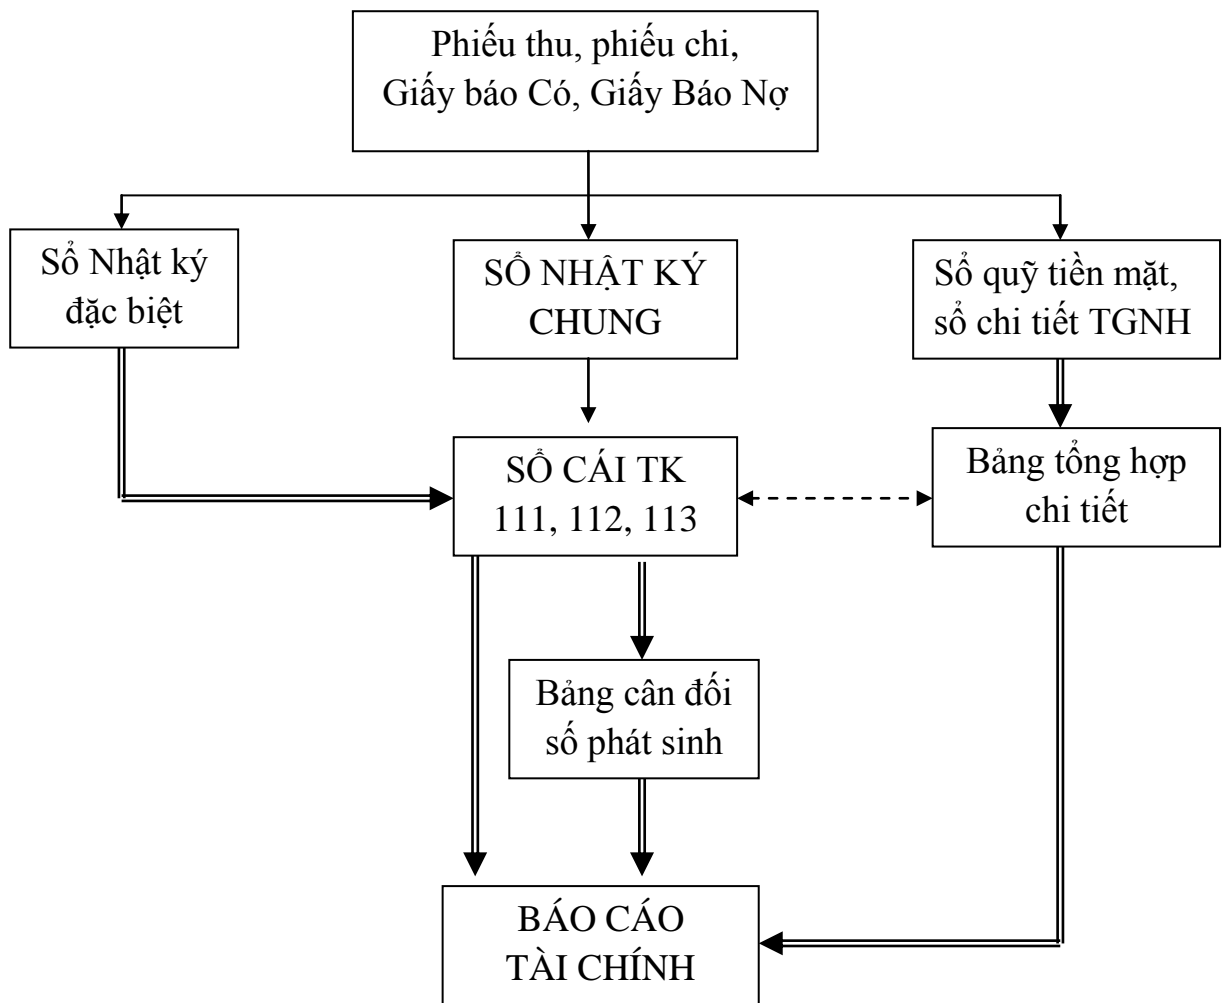 Phiếu thu, phiếu chi,
Giấy báo Có, Giấy Báo Nợ
Sổ Nhật ký
đặc biệt
SỔ NHẬT KÝ
CHUNG
Sổ quỹ tiền mặt,
sổ chi tiết TGNH
SỔ CÁI TK
111, 112, 113
Bảng tổng hợp
chi tiết
Bảng cân đối
số phát sinh
BÁO CÁO
TÀI CHÍNH